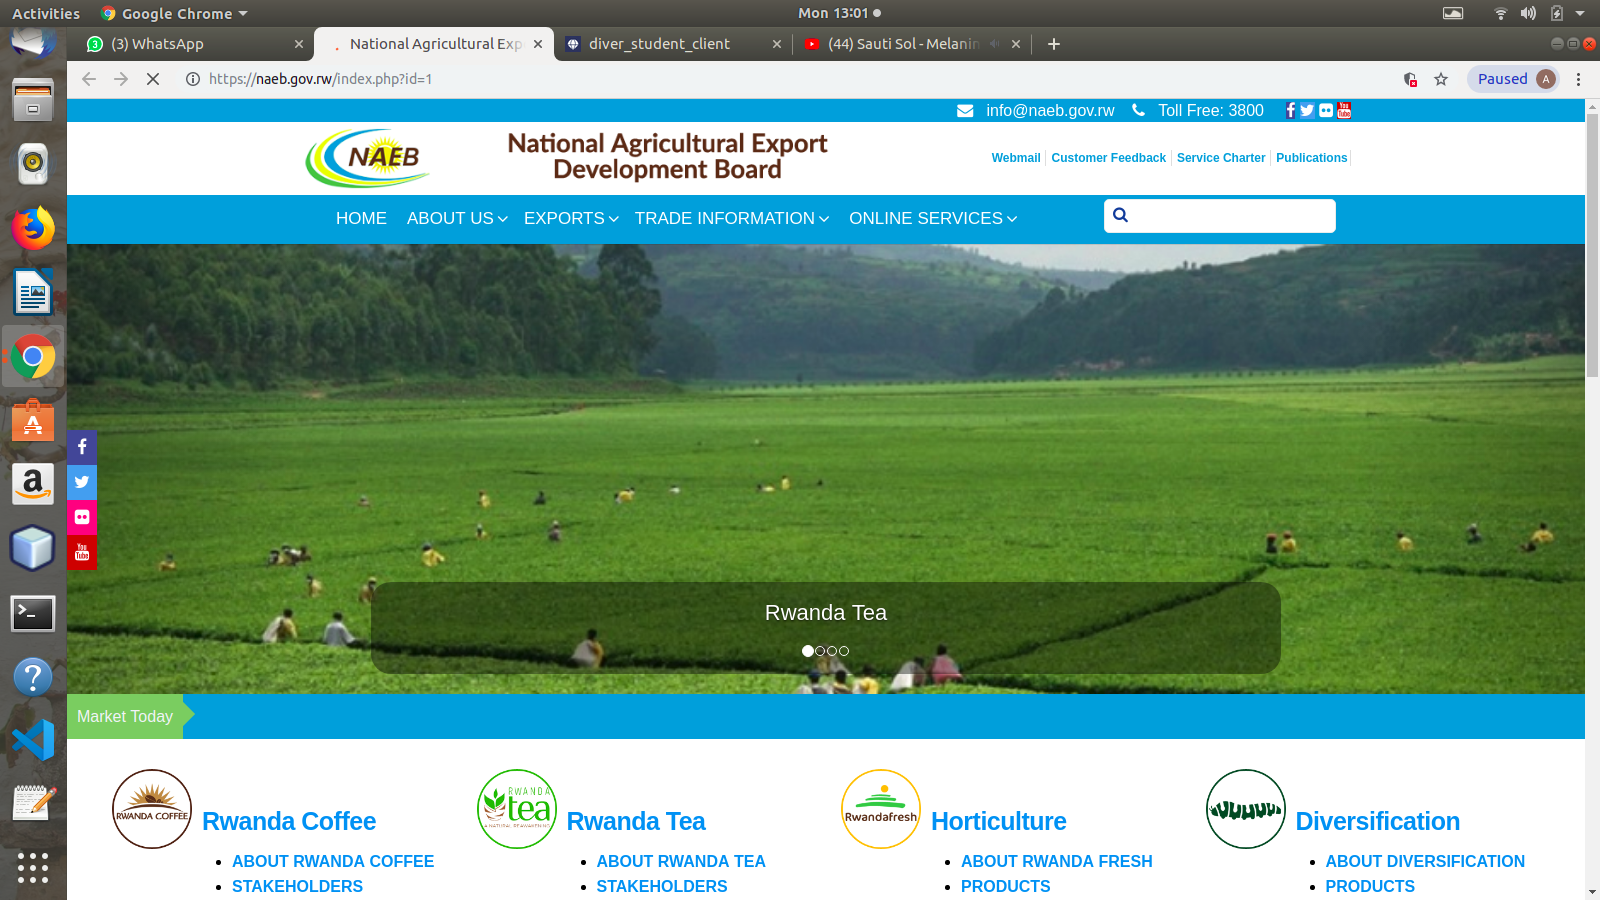 Activities
Google Chrome
Mon 13:01
(3) WhatsApp
National Agricultural Exp
diver_student_client
(44) Sauti Sol - Melanin
https://naeb.gov.rw/index.php?id=1
Paused
A
info@naeb.gov.rw
Toll Free: 3800
NAEB
National Agricultural Export
Development Board
Webmail
Customer Feedback
Service Charter
Publications
HOME
ABOUT US
EXPORTS
TRADE INFORMATION
ONLINE SERVICES
Rwanda Tea
Market Today
RWANDA COFFEE
Rwanda Coffee
ABOUT RWANDA COFFEE
STAKEHOLDERS
RWANDA
tea
A NATURAL REAWAKENING
Rwanda Tea
ABOUT RWANDA TEA
STAKEHOLDERS
Rwandafresh
Horticulture
ABOUT RWANDA FRESH
PRODUCTS
Diversification
ABOUT DIVERSIFICATION
PRODUCTS